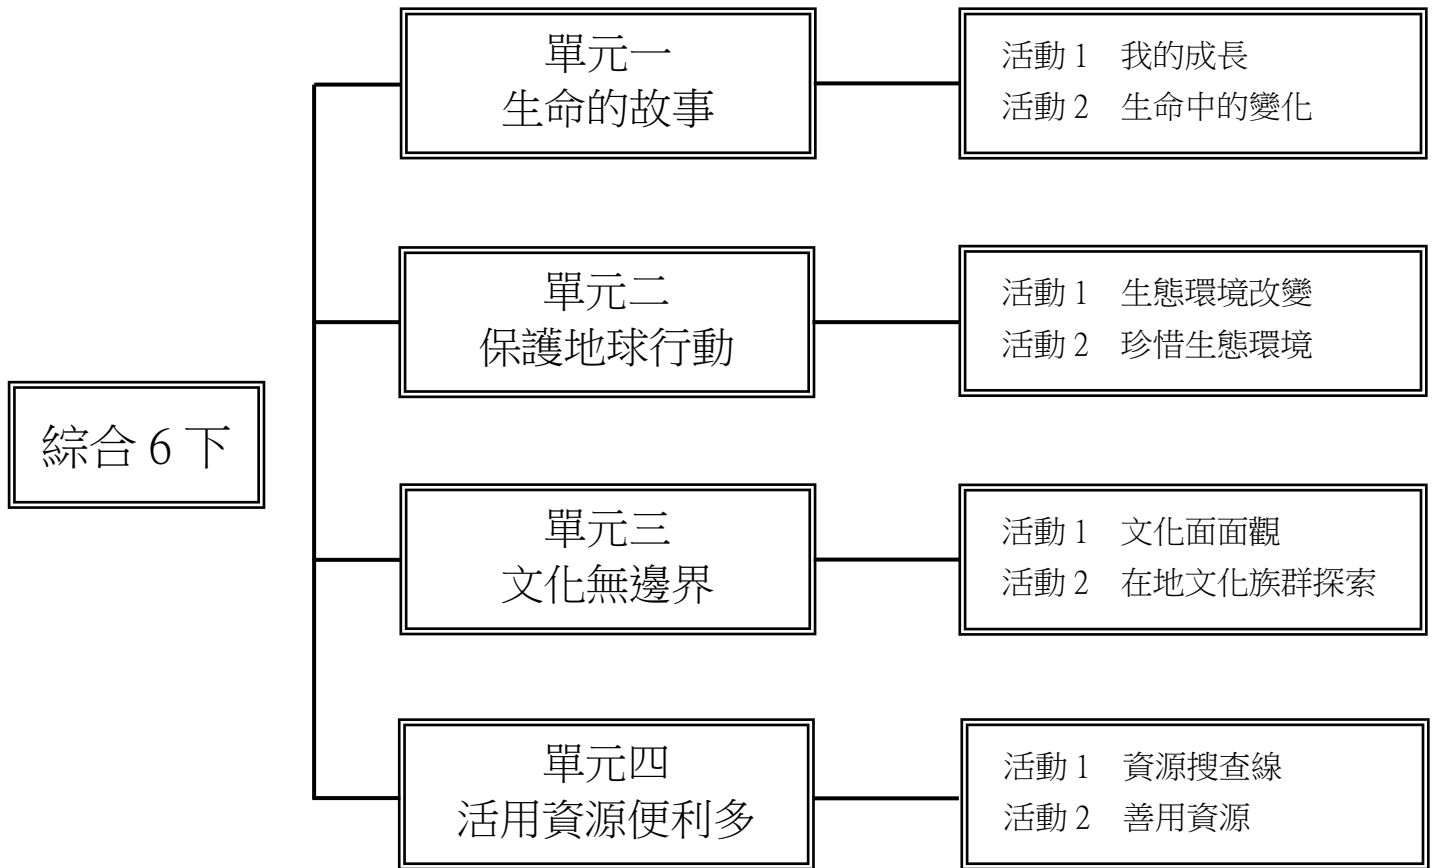 單元一
生命的故事
活動 1　我的成長
活動 2　生命中的變化
單元二
保護地球行動
活動 1　生態環境改變
活動 2　珍惜生態環境
綜合 6 下
單元三
文化無邊界
活動 1　文化面面觀
活動 2　在地文化族群探索
單元四
活用資源便利多
活動 1　資源搜查線
活動 2　善用資源